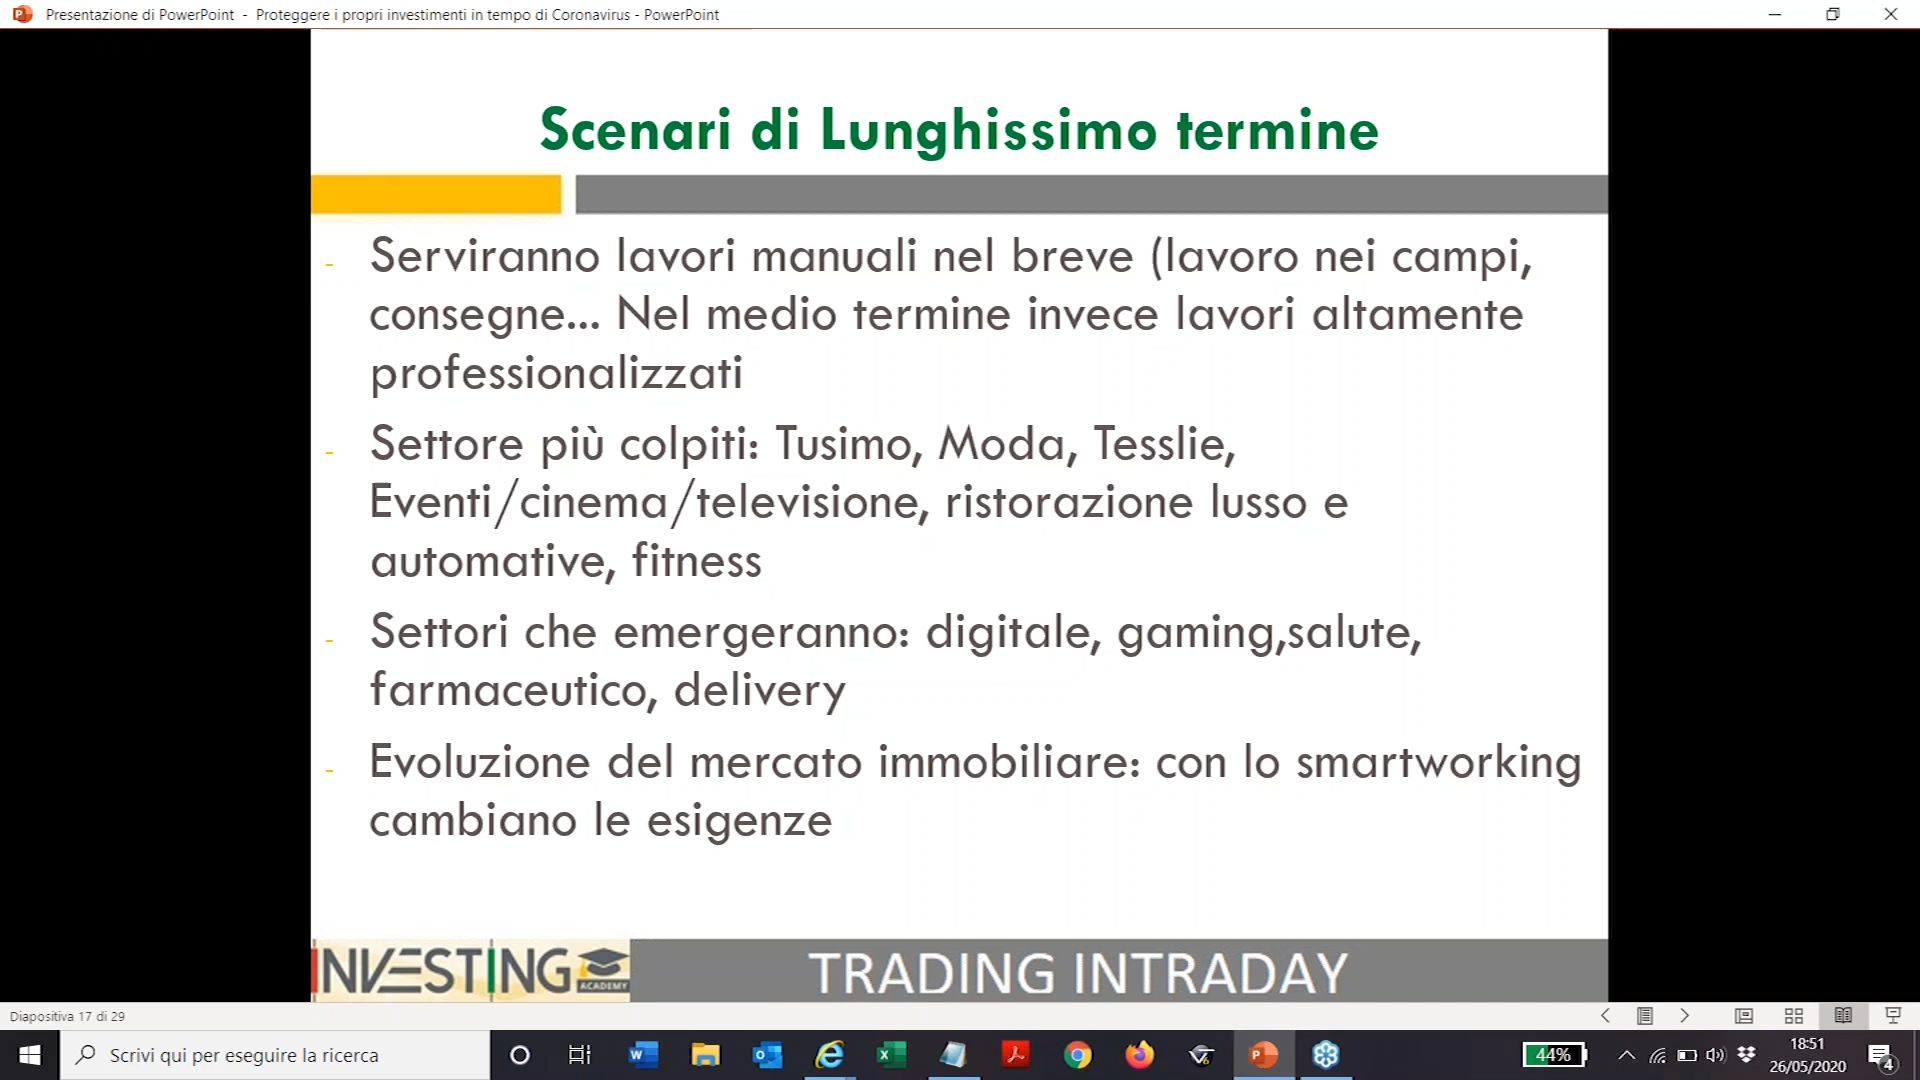 Presentazione di PowerPoint - Proteggere i propri investimenti in tempo di Coronavirus - PowerPoint
Scenari di Lunghissimo termine
- Serviranno lavori manuali nel breve (lavoro nei campi,
consegne... Nel medio termine invece lavori altamente
professionalizzati
- Settore più colpiti: Tusimo, Moda, Tesslie,
Eventi/cinema/televisione, ristorazione lusso e
automative, fitness
- Settori che emergeranno: digitale, gaming,salute,
farmaceutico, delivery
- Evoluzione del mercato immobiliare: con lo smartworking
cambiano le esigenze
INVESTING
ACADEMY
TRADING INTRADAY
Diapositiva 17 di 29
Scrivi qui per eseguire la ricerca
44%
18:51
26/05/2020
4